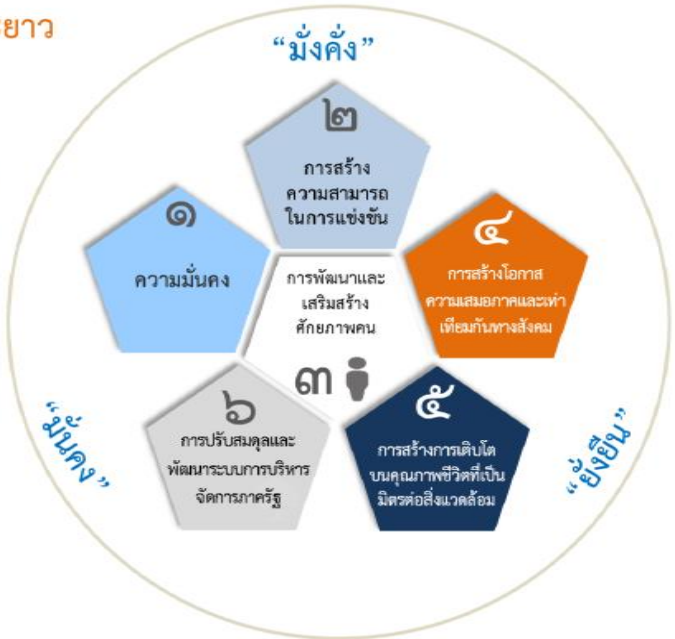 “มั่งคั่ง”
๒
การสร้าง
ความสามารถ
ในการแข่งขัน
๑
ความมั่นคง
๔
การสร้างโอกาส
ความเสมอภาคและเท่า
เทียมกันทางสังคม
การพัฒนาและ
เสริมสร้าง
ศักยภาพคน
๓
๖
การปรับสมดุลและ
พัฒนาระบบการบริหาร
จัดการภาครัฐ
๕
การสร้างการเติบโต
บนคุณภาพชีวิตที่เป็น
มิตรต่อสิ่งแวดล้อม
“มั่นคง”
“ยั่งยืน”